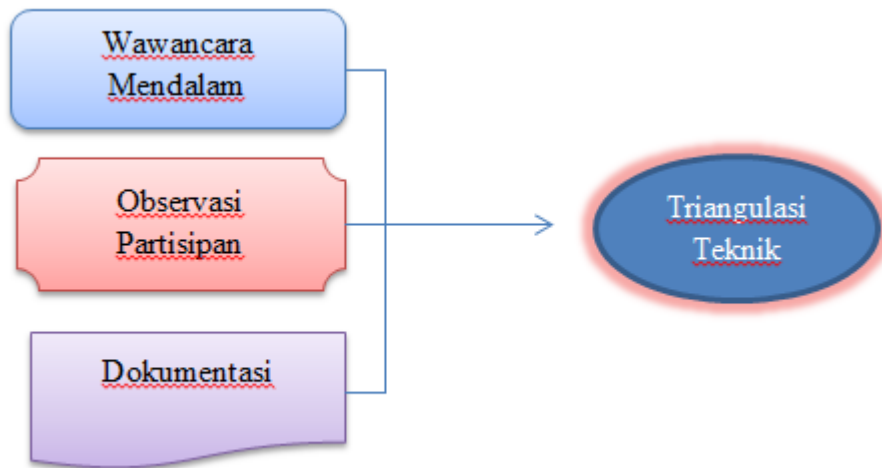 Wawancara
Mendalam
Observasi
Partisipan
Dokumentasi
Triangulasi
Teknik